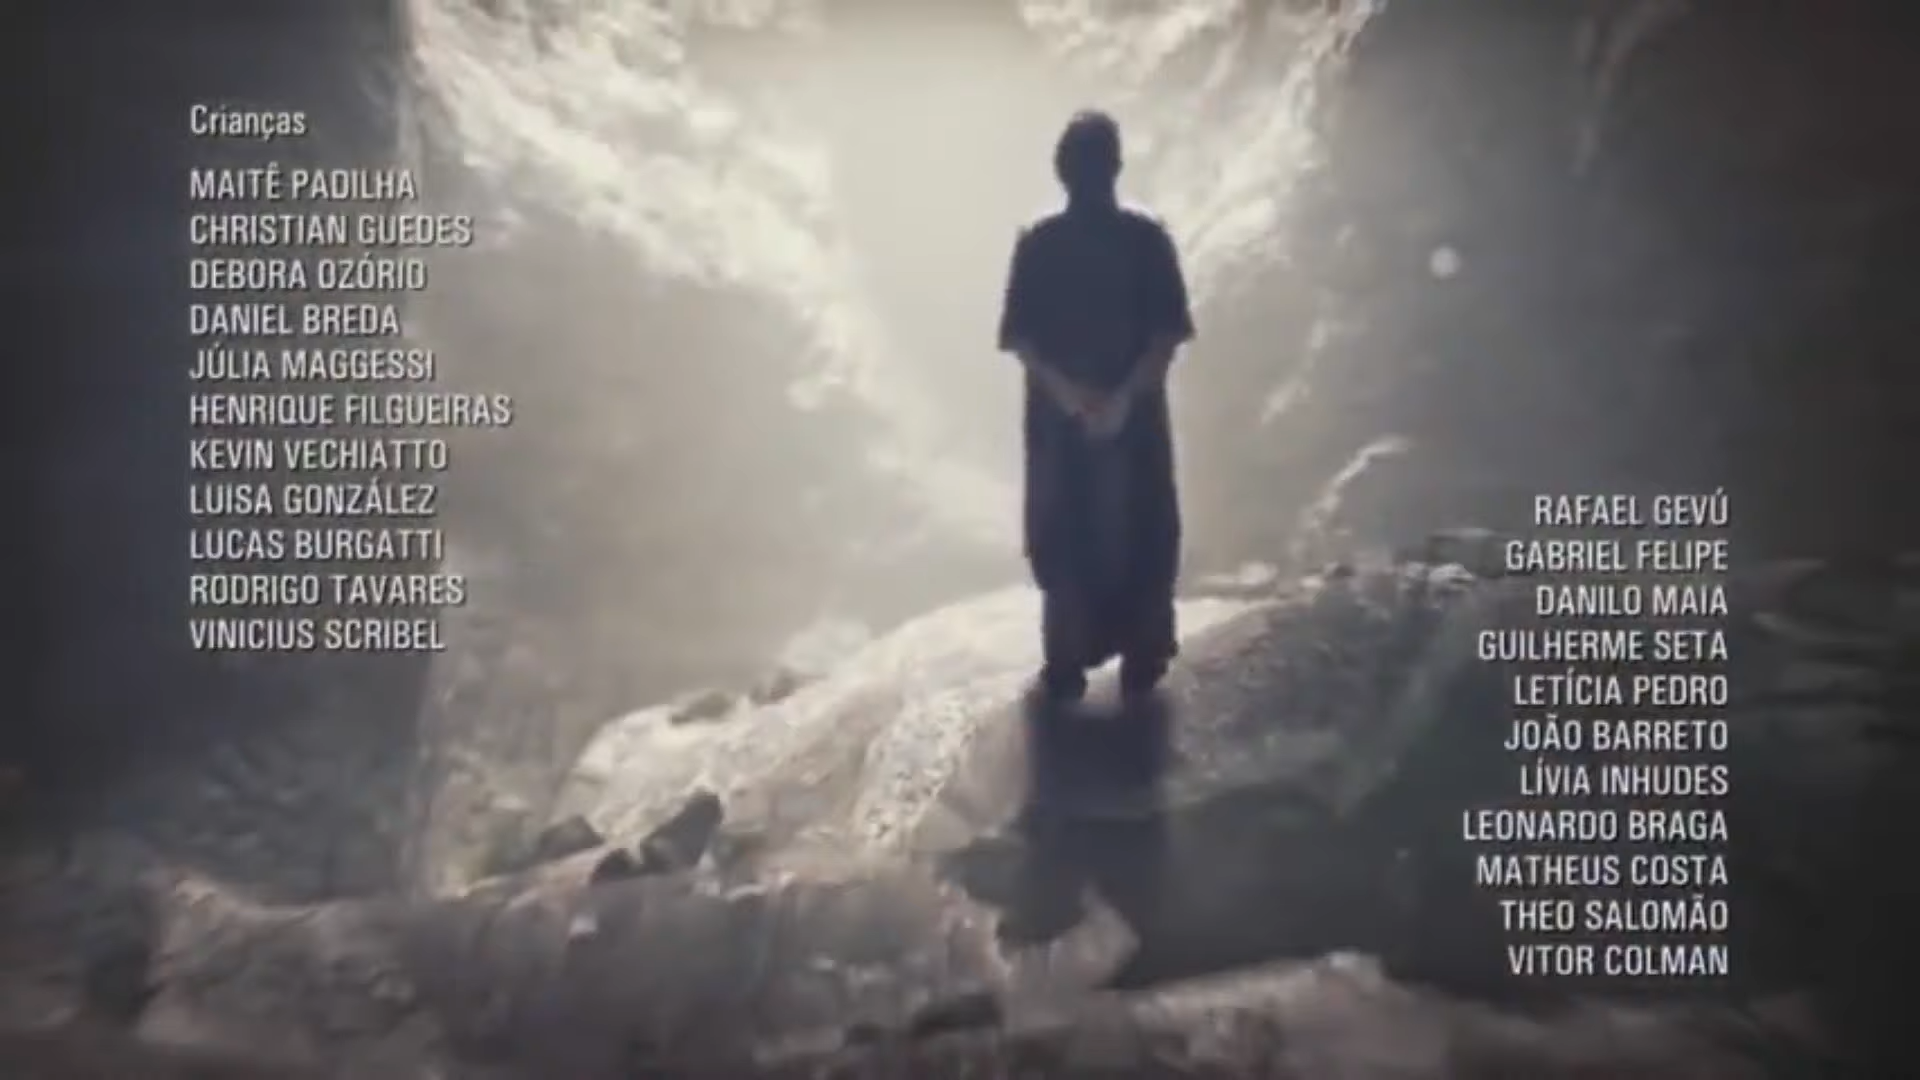 Crianças
MAITÊ PADILHA
CHRISTIAN GUEDES
DEBORA OZÓRIO
DANIEL BREDA
JÚLIA MAGGESSI
HENRIQUE FILGUEIRAS
KEVIN VECHIATTO
LUISA GONZÁLEZ
LUCAS BURGATTI
RODRIGO TAVARES
VINICIUS SCRIBEL
RAFAEL GEVÚ
GABRIEL FELIPE
DANILO MAIA
GUILHERME SETA
LETÍCIA PEDRO
JOÃO BARRETO
LÍVIA INHUDES
LEONARDO BRAGA
MATHEUS COSTA
THEO SALOMÃO
VITOR COLMAN